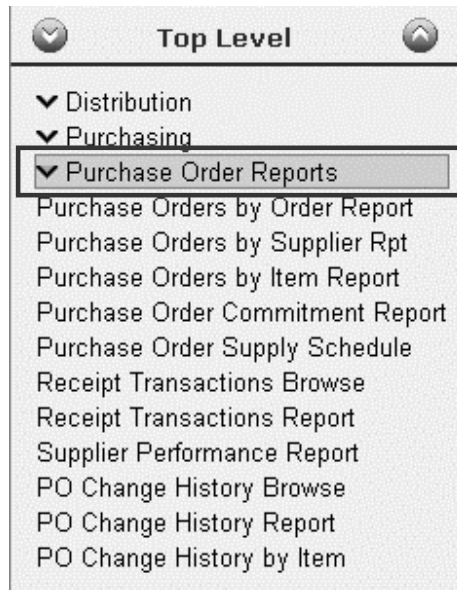 Top Level
Distribution
Purchasing
Purchase Order Reports
Purchase Orders by Order Report
Purchase Orders by Supplier Rpt
Purchase Orders by Item Report
Purchase Order Commitment Report
Purchase Order Supply Schedule
Receipt Transactions Browse
Receipt Transactions Report
Supplier Performance Report
PO Change History Browse
PO Change History Report
PO Change History by Item